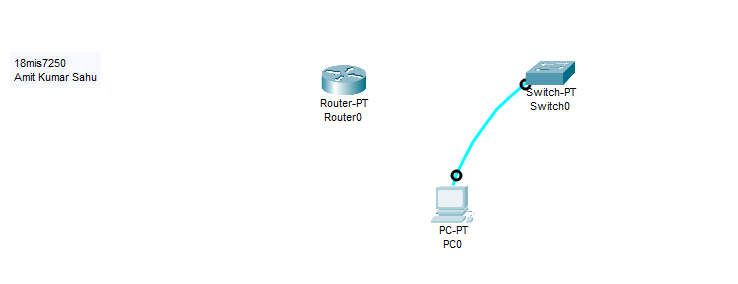 18mis7250
Amit Kumar Sahu
Router-PT
Router0
Switch-PT
Switch0
PC-PT
PC0